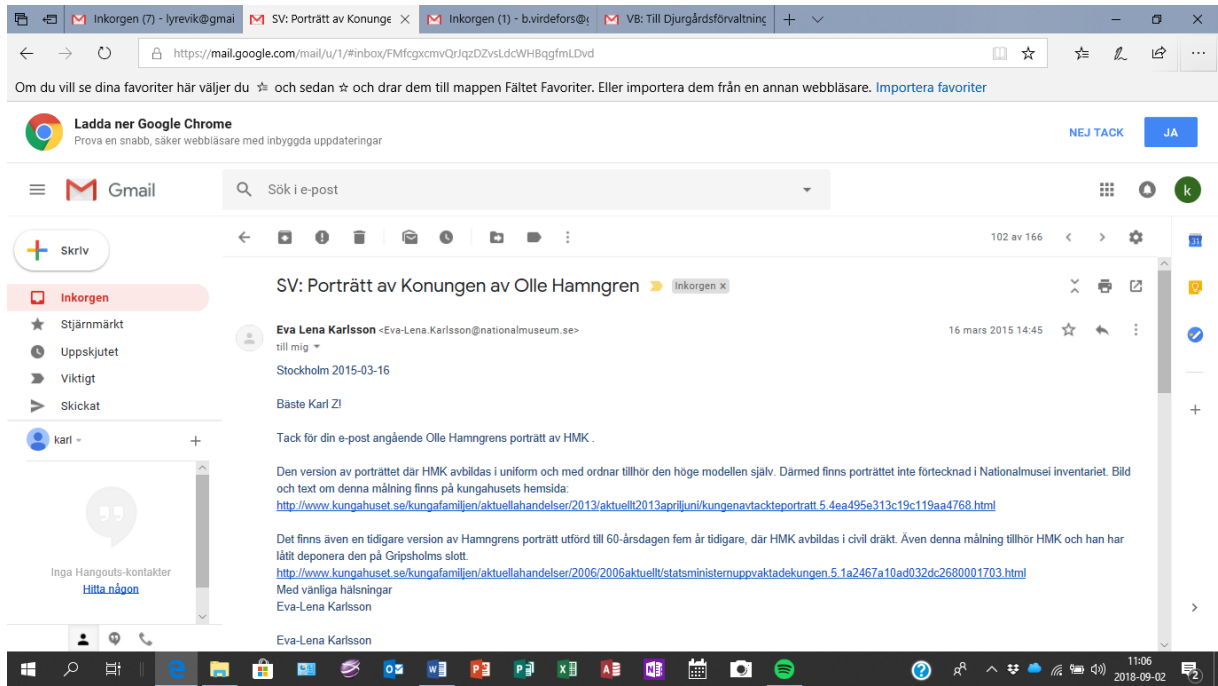 Inkorgen (7) - lyrevik@gmai
SV: Porträtt av Konunge
Inkorgen (1) - b.virdefors@g
VB: Till Djurgårdsförvaltning
https://mail.google.com/mail/u/1/#inbox/FMfcgxcmvQrJqzDZvsLdcWHBqgfmLDvd
Om du vill se dina favoriter här väljer du och sedan och drar dem till mappen Fältet Favoriter. Eller importera dem från en annan webbläsare. Importera favoriter
Ladda ner Google Chrome
Prova en snabb, säker webbläsare med inbyggda uppdateringar
NEJ TACK
JA
Gmail
Sök i e-post
k
Skriv
102 av 166
31
Inkorgen
Stjärnmärkt
Uppskjutet
Viktigt
Skickat
karl
Inga Hangouts-kontakter
Hitta någon
SV: Porträtt av Konungen av Olle Hamngren
Inkorgen x
Eva Lena Karlsson <Eva-Lena.Karlsson@nationalmuseum.se>
16 mars 2015 14:45
till mig
Stockholm 2015-03-16
Bäste Karl Z!
Tack för din e-post angående Olle Hamngrens porträtt av HMK .
Den version av porträttet där HMK avbildas i uniform och med ordnar tillhör den höge modellen själv. Därmed finns porträttet inte förtecknad i Nationalmusei inventariet. Bild
och text om denna målning finns på kungahusets hemsida:
http://www.kungahuset.se/kungafamiljen/aktuellahandelser/2013/aktuellt2013apriljuni/kungenavtackteportratt.5.4ea495e313c19c119aa4768.html
Det finns även en tidigare version av Hamngrens porträtt utförd till 60-årsdagen fem år tidigare, där HMK avbildas i civil dräkt. Även denna målning tillhör HMK och han har
låtit deponera den på Gripsholms slott.
http://www.kungahuset.se/kungafamiljen/aktuellahandelser/2006/2006aktuellt/statsministernuppvaktadekungen.5.1a2467a10ad032dc2680001703.html
Med vänliga hälsningar
Eva-Lena Karlsson
Eva-Lena Karlsson
11:06
2018-09-02